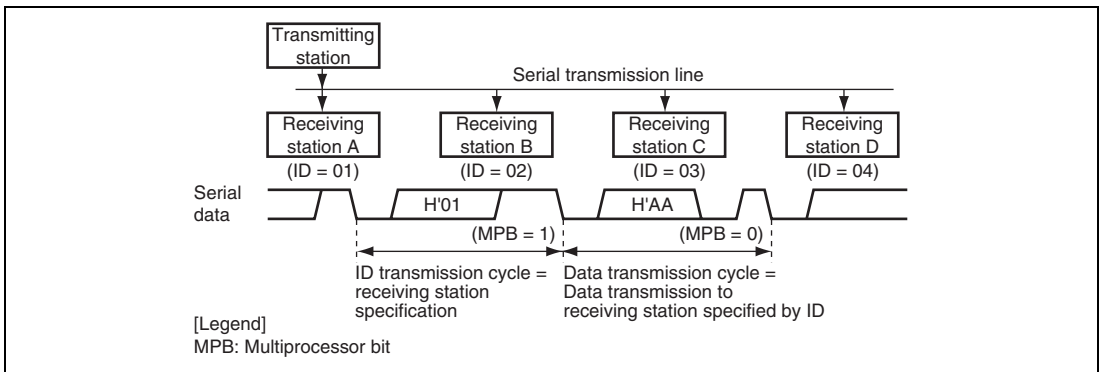 Transmitting
station
Serial transmission line
Receiving
station A
Receiving
station B
Receiving
station C
Receiving
station D
(ID = 01)
(ID = 02)
(ID = 03)
(ID = 04)
Serial
data
H'01
H'AA
(MPB = 1)
(MPB = 0)
ID transmission cycle =
receiving station
specification
Data transmission cycle =
Data transmission to
receiving station specified by ID
[Legend]
MPB: Multiprocessor bit